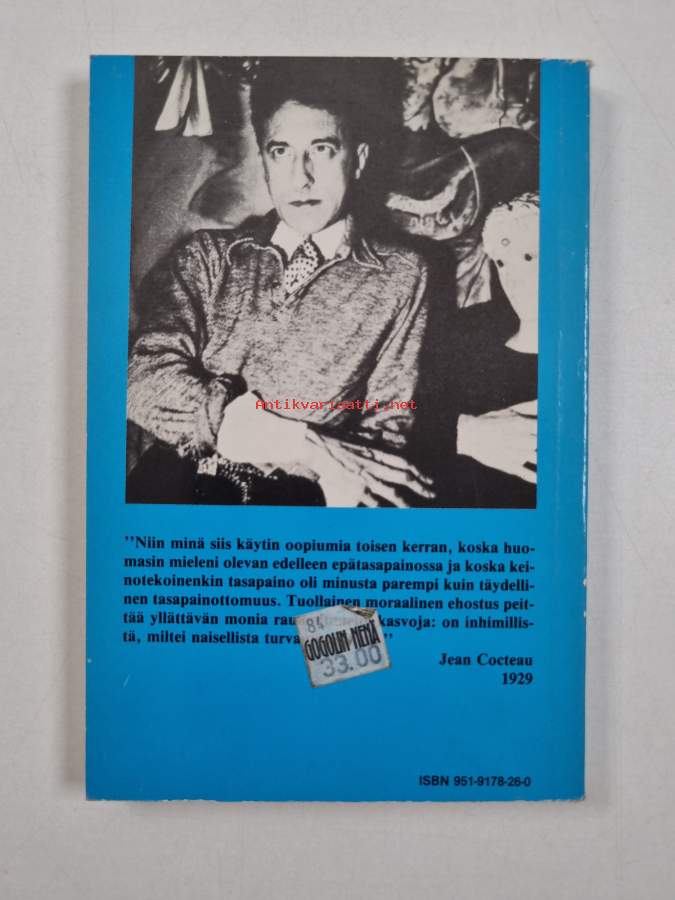 Antikvariaatti.net
"Niin minä siis käytin oopiumia toisen kerran, koska huo-
masin mieleni olevan edelleen epätasapainossa ja koska kei-
notekoinenkin tasapaino oli minusta parempi kuin täydelli-
nen tasapainottomuus. Tuollainen moraalinen ehostus peit-
tää yllättävän monia kasvoja: on inhimillis-
tä, miltei naisellista
84
GOGOLIN NENÄ
33.00
Jean Cocteau
1929
ISBN 951-9178-26-0